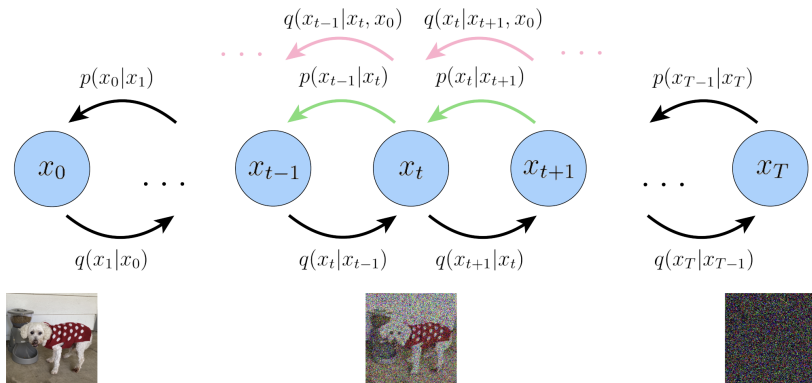 q(x_{t−1}|x_t, x_0) q(x_t|x_{t+1}, x_0)
. . . . . .
p(x_0|x_1) p(x_{t−1}|x_t) p(x_t|x_{t+1}) p(x_{T−1}|x_T)
x_0 . . . x_{t−1} x_t x_{t+1} . . . x_T
q(x_1|x_0) q(x_t|x_{t−1}) q(x_{t+1}|x_t) q(x_T|x_{T−1})